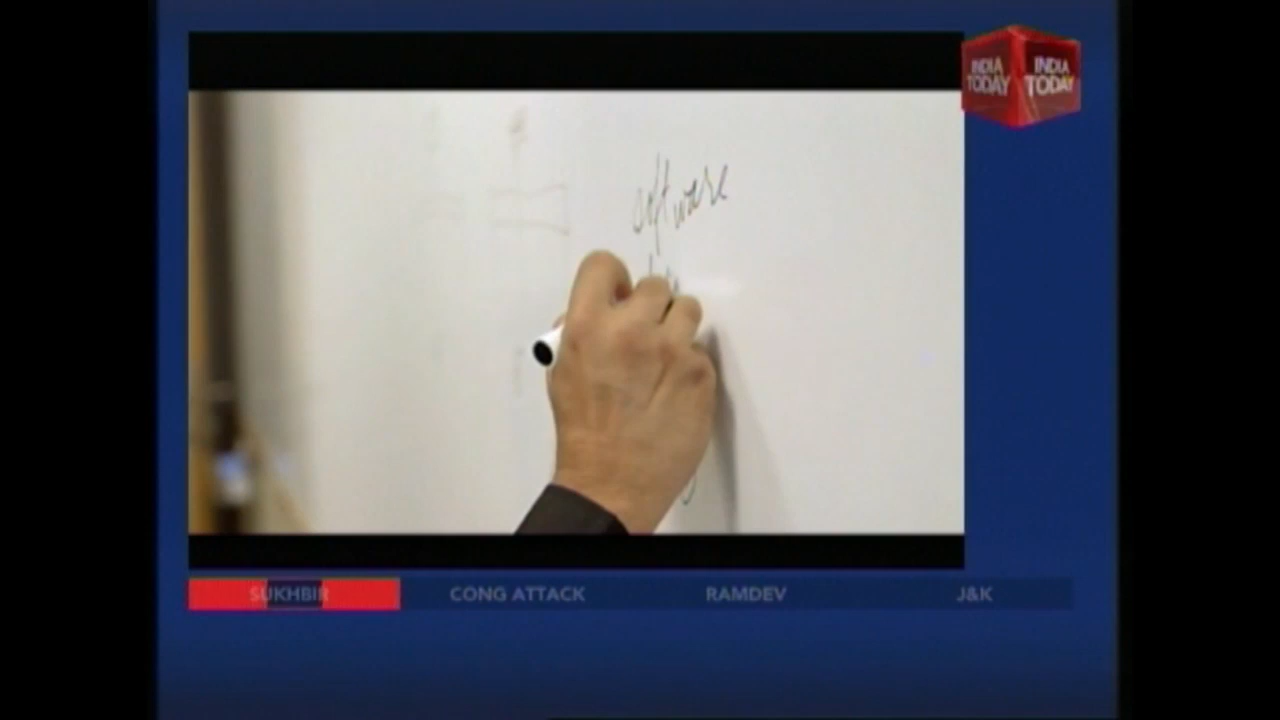 INDIA TODAY INDIA TODAY
software
SUKHBIR CONG ATTACK RAMDEV J&K